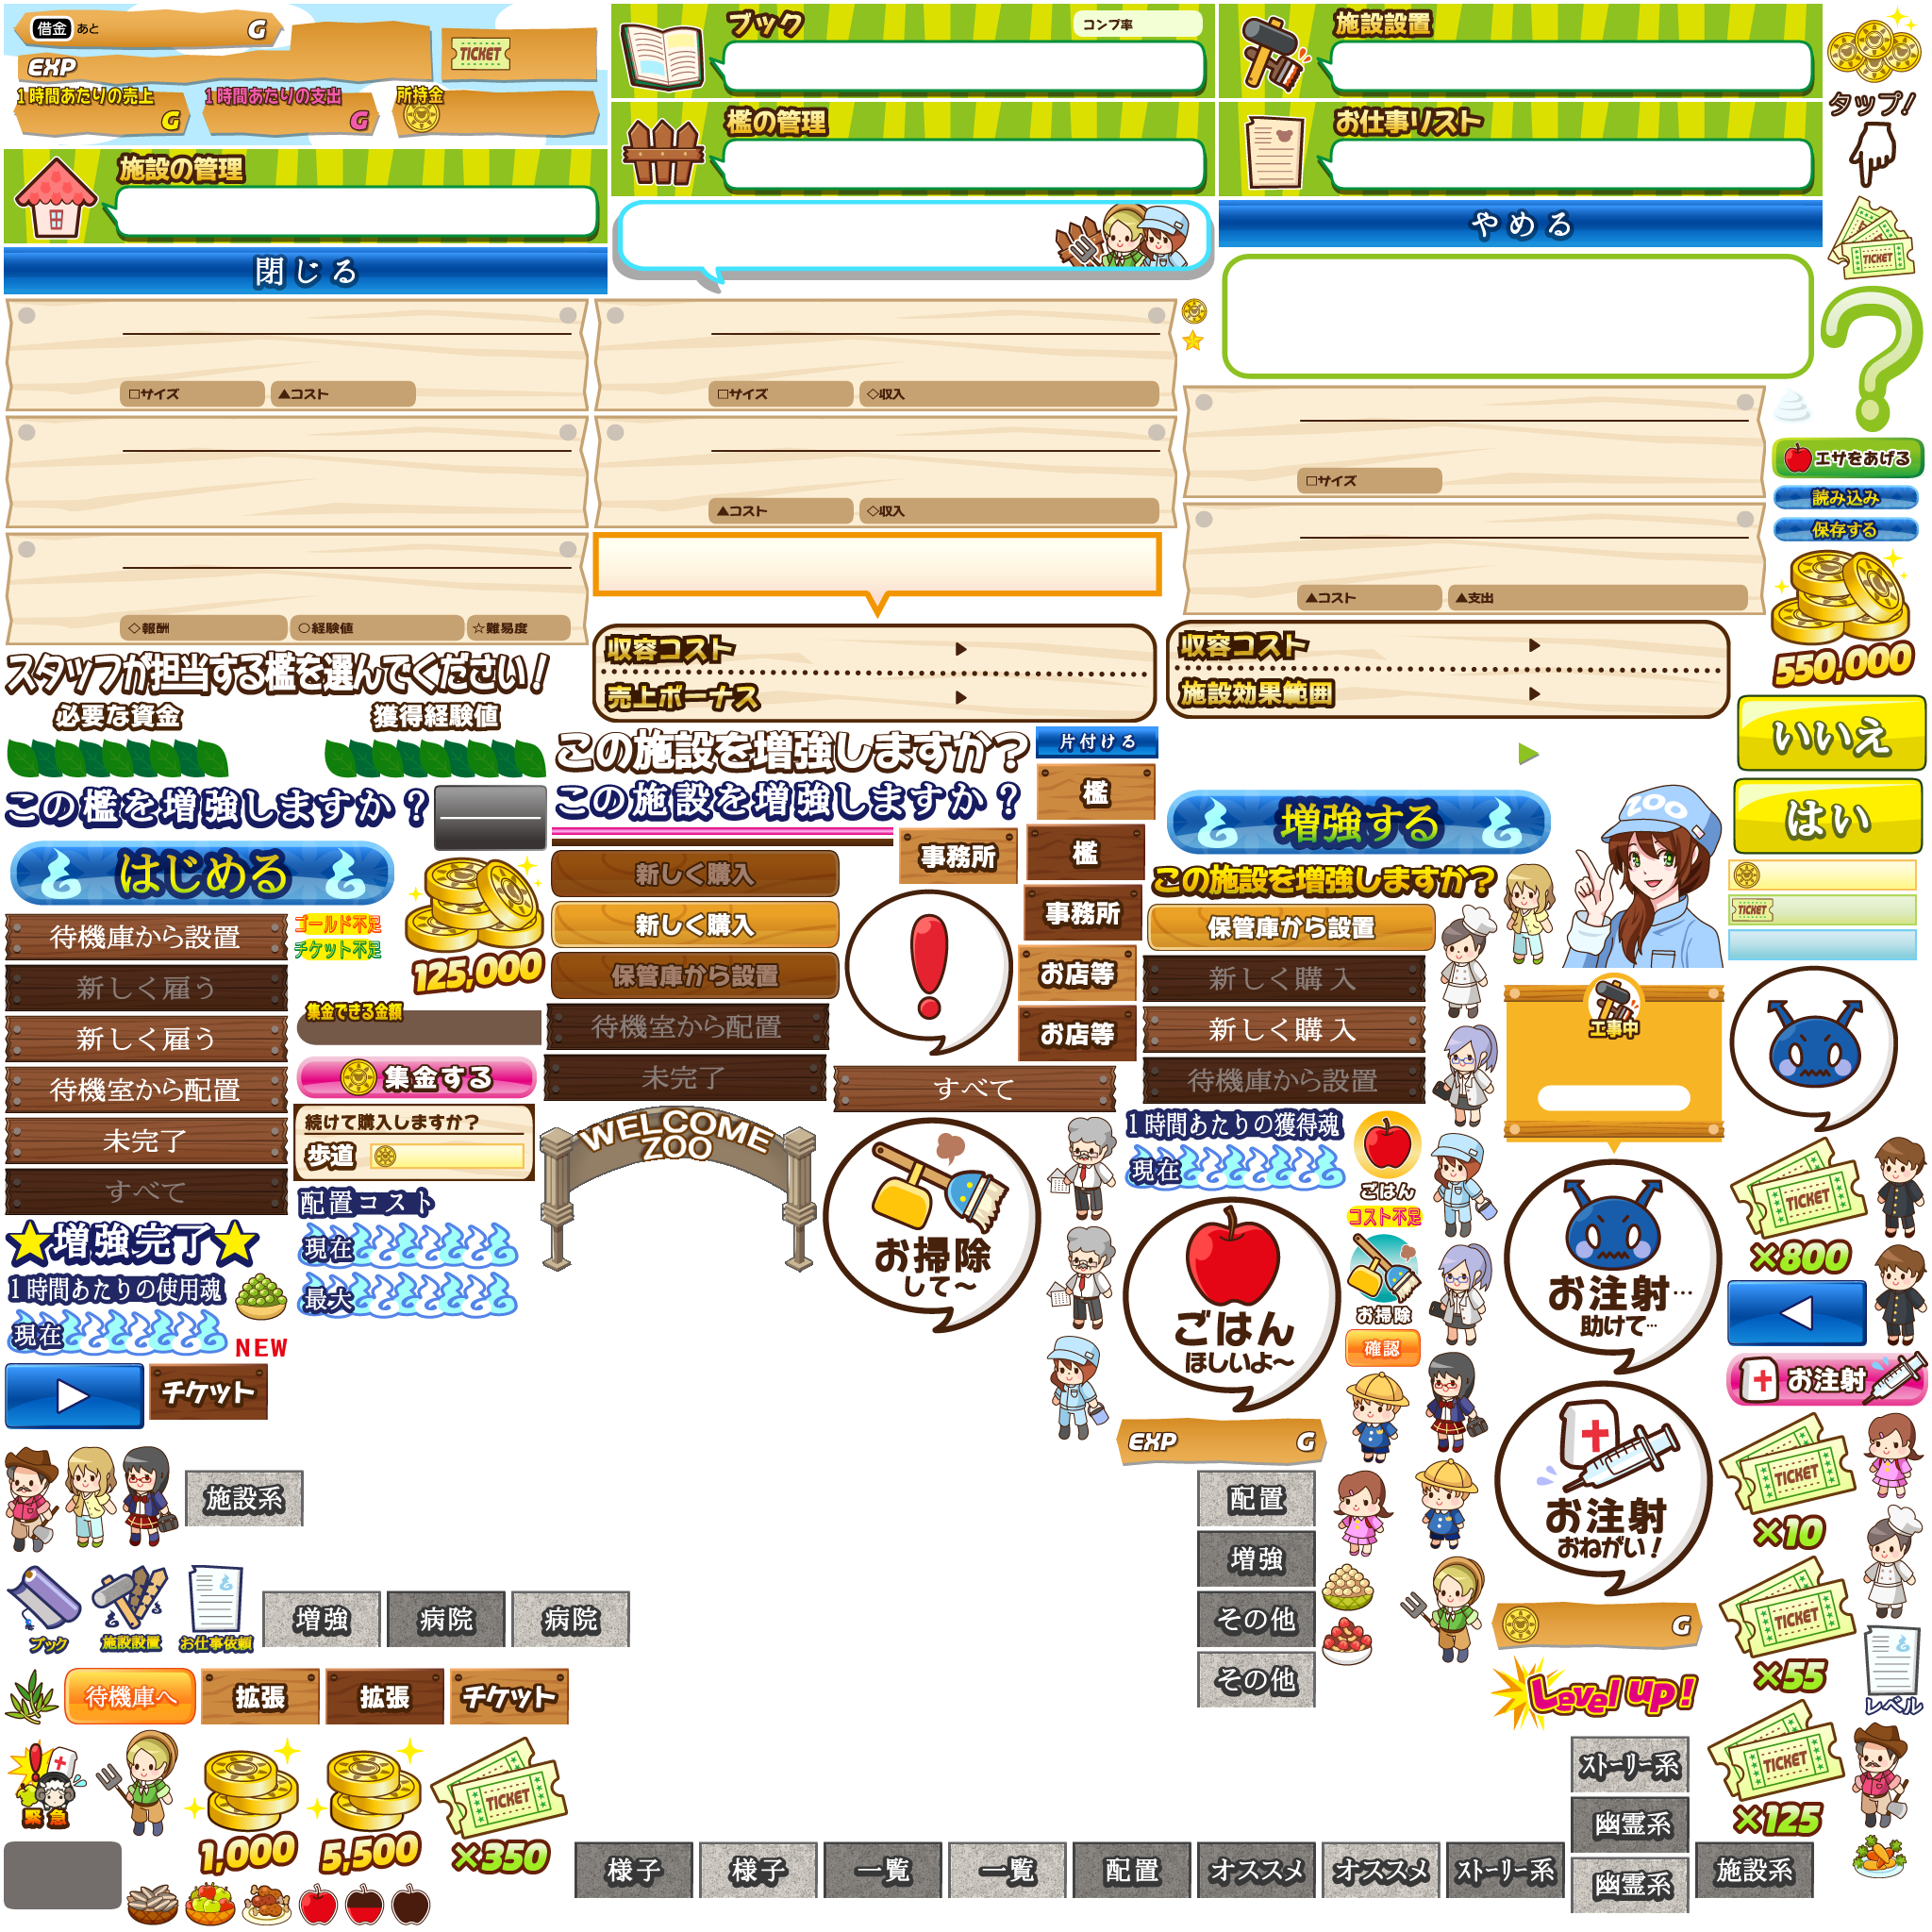 借金 あと G
EXP
TICKET
1時間あたりの売上 G
1時間あたりの支出 G
所持金
施設の管理
閉じる
ブック
コンプ率
檻の管理
施設設置
お仕事リスト
やめる
タップ!
TICKET
□サイズ ▲コスト
□サイズ ◇収入
▲コスト ◇収入
□サイズ
▲コスト ▲支出
◇報酬 ○経験値 ☆難易度
エサをあげる
読み込み
保存する
550,000
スタッフが担当する檻を選んでください!
必要な資金
獲得経験値
収容コスト
売上ボーナス
収容コスト
施設効果範囲
この檻を増強しますか?
この施設を増強しますか?
この施設を増強しますか?
片付ける
檻
檻
いいえ
はい
ZOO
増強する
この施設を増強しますか?
はじめる
125,000
ゴールド不足
チケット不足
新しく購入
新しく購入
保管庫から設置
事務所
事務所
お店等
お店等
保管庫から設置
新しく購入
新しく購入
待機庫から設置
TICKET
工事中
待機庫から設置
新しく雇う
新しく雇う
待機室から配置
未完了
すべて
集金できる金額
集金する
続けて購入しますか?
歩道
待機室から配置
未完了
すべて
WELCOME
ZOO
配置コスト
現在
最大
★増強完了★
1時間あたりの使用魂
現在
NEW
チケット
お掃除
して〜
1時間あたりの獲得魂
現在
ごはん
コスト不足
お掃除
確認
ごはん
ほしいよ〜
お注射…
助けて…
お注射
おねがい!
TICKET
×800
お注射
TICKET
×10
TICKET
×55
TICKET
×125
レベル
EXP G
G
Level up!
施設系
配置
増強
その他
その他
ブック
施設設置
お仕事依頼
増強
病院
病院
待機庫へ
拡張
拡張
チケット
緊急
1,000
5,500
TICKET
×350
様子
様子
一覧
一覧
配置
オススメ
オススメ
ストーリー系
ストーリー系
幽霊系
幽霊系
施設系